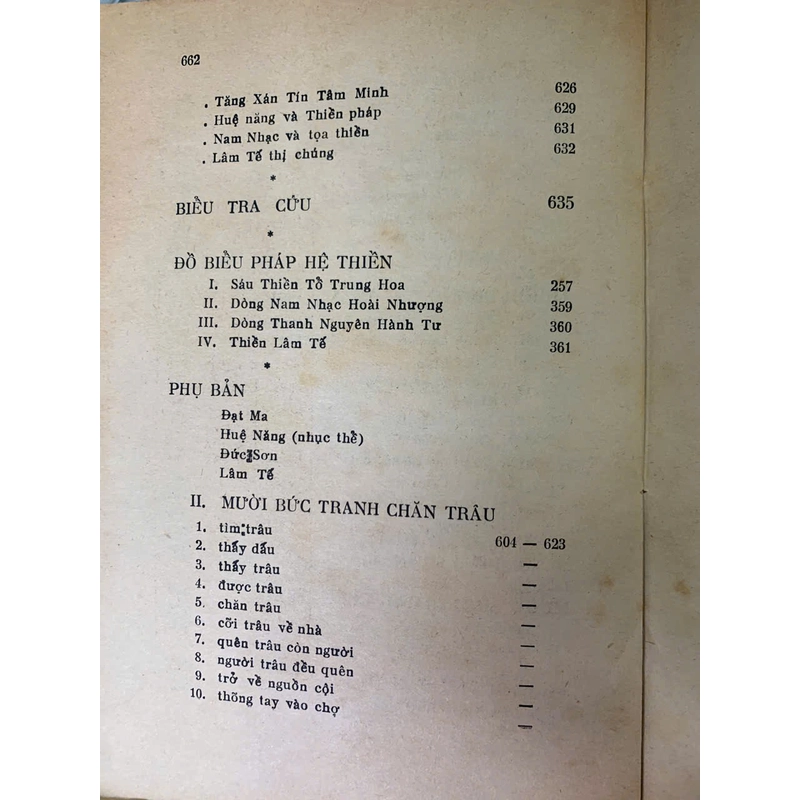 662
. Tăng Xán Tín Tâm Minh 626
. Huệ năng và Thiền pháp 629
. Nam Nhạc và tọa thiền 631
. Lâm Tế thị chúng 632
*
BIỂU TRA CỨU 635
*
ĐỒ BIỂU PHÁP HỆ THIỀN
I. Sáu Thiền Tổ Trung Hoa 257
II. Dòng Nam Nhạc Hoài Nhượng 359
III. Dòng Thanh Nguyên Hành Tư 360
IV. Thiền Lâm Tế 361
*
PHỤ BẢN
Đạt Ma
Huệ Năng (nhục thể)
Đức Sơn
Lâm Tế
II. MƯỜI BỨC TRANH CHĂN TRÂU
1. tìm trâu 604 — 623
2. thấy dấu —
3. thấy trâu —
4. được trâu —
5. chăn trâu —
6. cỡi trâu về nhà —
7. quên trâu còn người —
8. người trâu đều quên —
9. trở về nguồn cội —
10. thõng tay vào chợ —